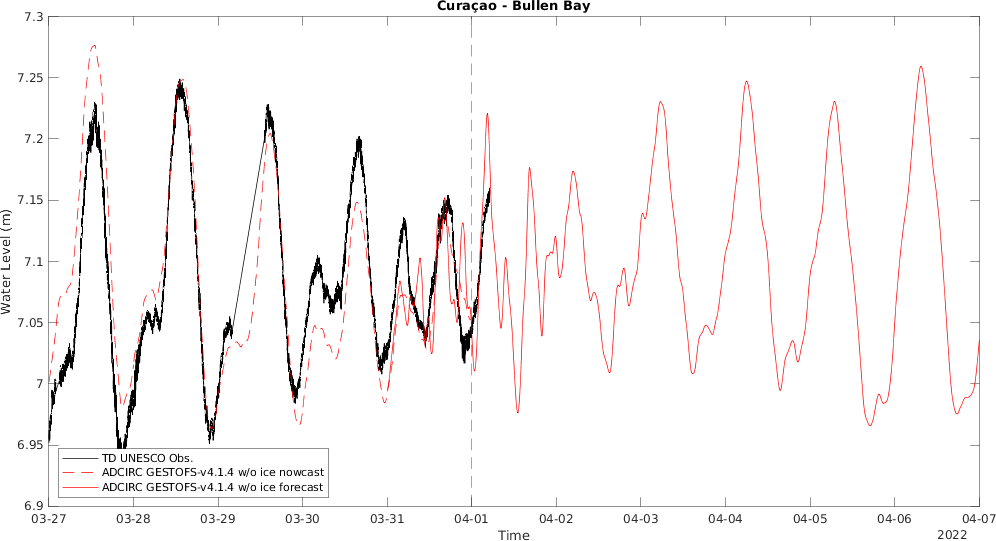 Curaçao - Bullen Bay
7.3
7.25
7.2
7.15
7.1
7.05
7
6.95
6.9
Water Level (m)
TD UNESCO Obs.
ADCIRC GESTOFS-v4.1.4 w/o ice nowcast
ADCIRC GESTOFS-v4.1.4 w/o ice forecast
03-27 03-28 03-29 03-30 03-31 04-01 04-02 04-03 04-04 04-05 04-06 04-07
Time
2022